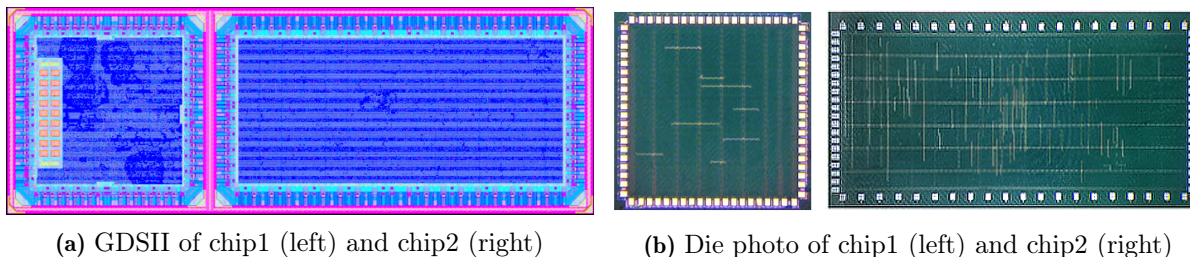 (a) GDSII of chip1 (left) and chip2 (right)
(b) Die photo of chip1 (left) and chip2 (right)